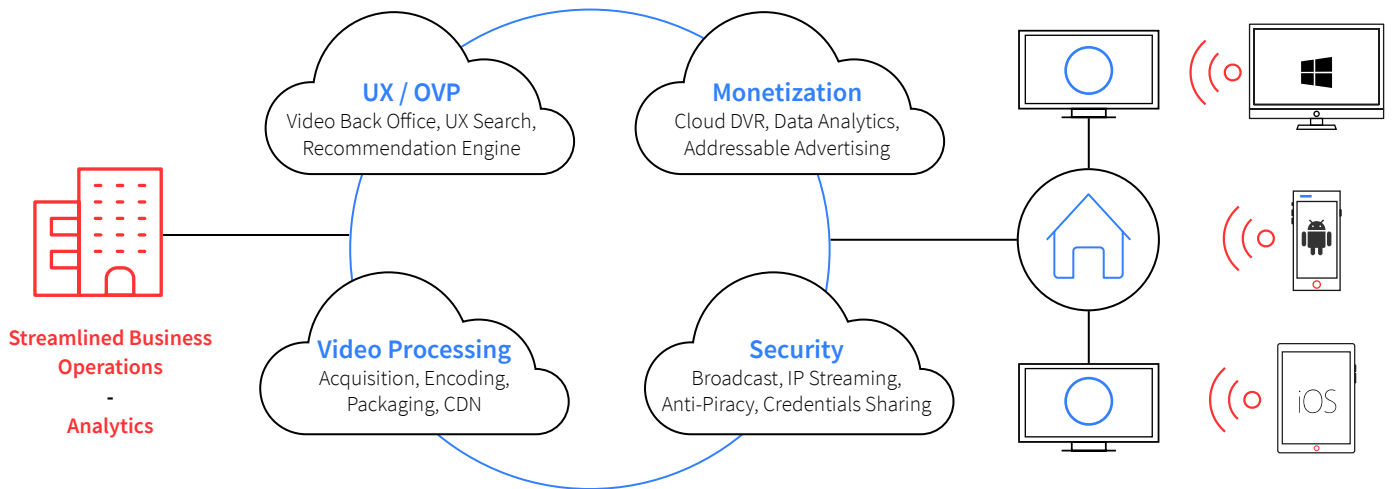 UX / OVP
Video Back Office, UX Search,
Recommendation Engine
Monetization
Cloud DVR, Data Analytics,
Addressable Advertising
Streamlined Business
Operations
-
Analytics
Video Processing
Acquisition, Encoding,
Packaging, CDN
Security
Broadcast, IP Streaming,
Anti-Piracy, Credentials Sharing
iOS